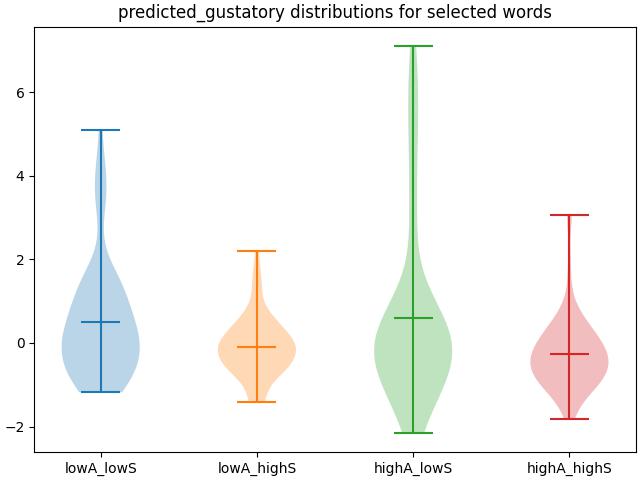 predicted_gustatory distributions for selected words
6
4
2
0
−2
lowA_lowS lowA_highS highA_lowS highA_highS